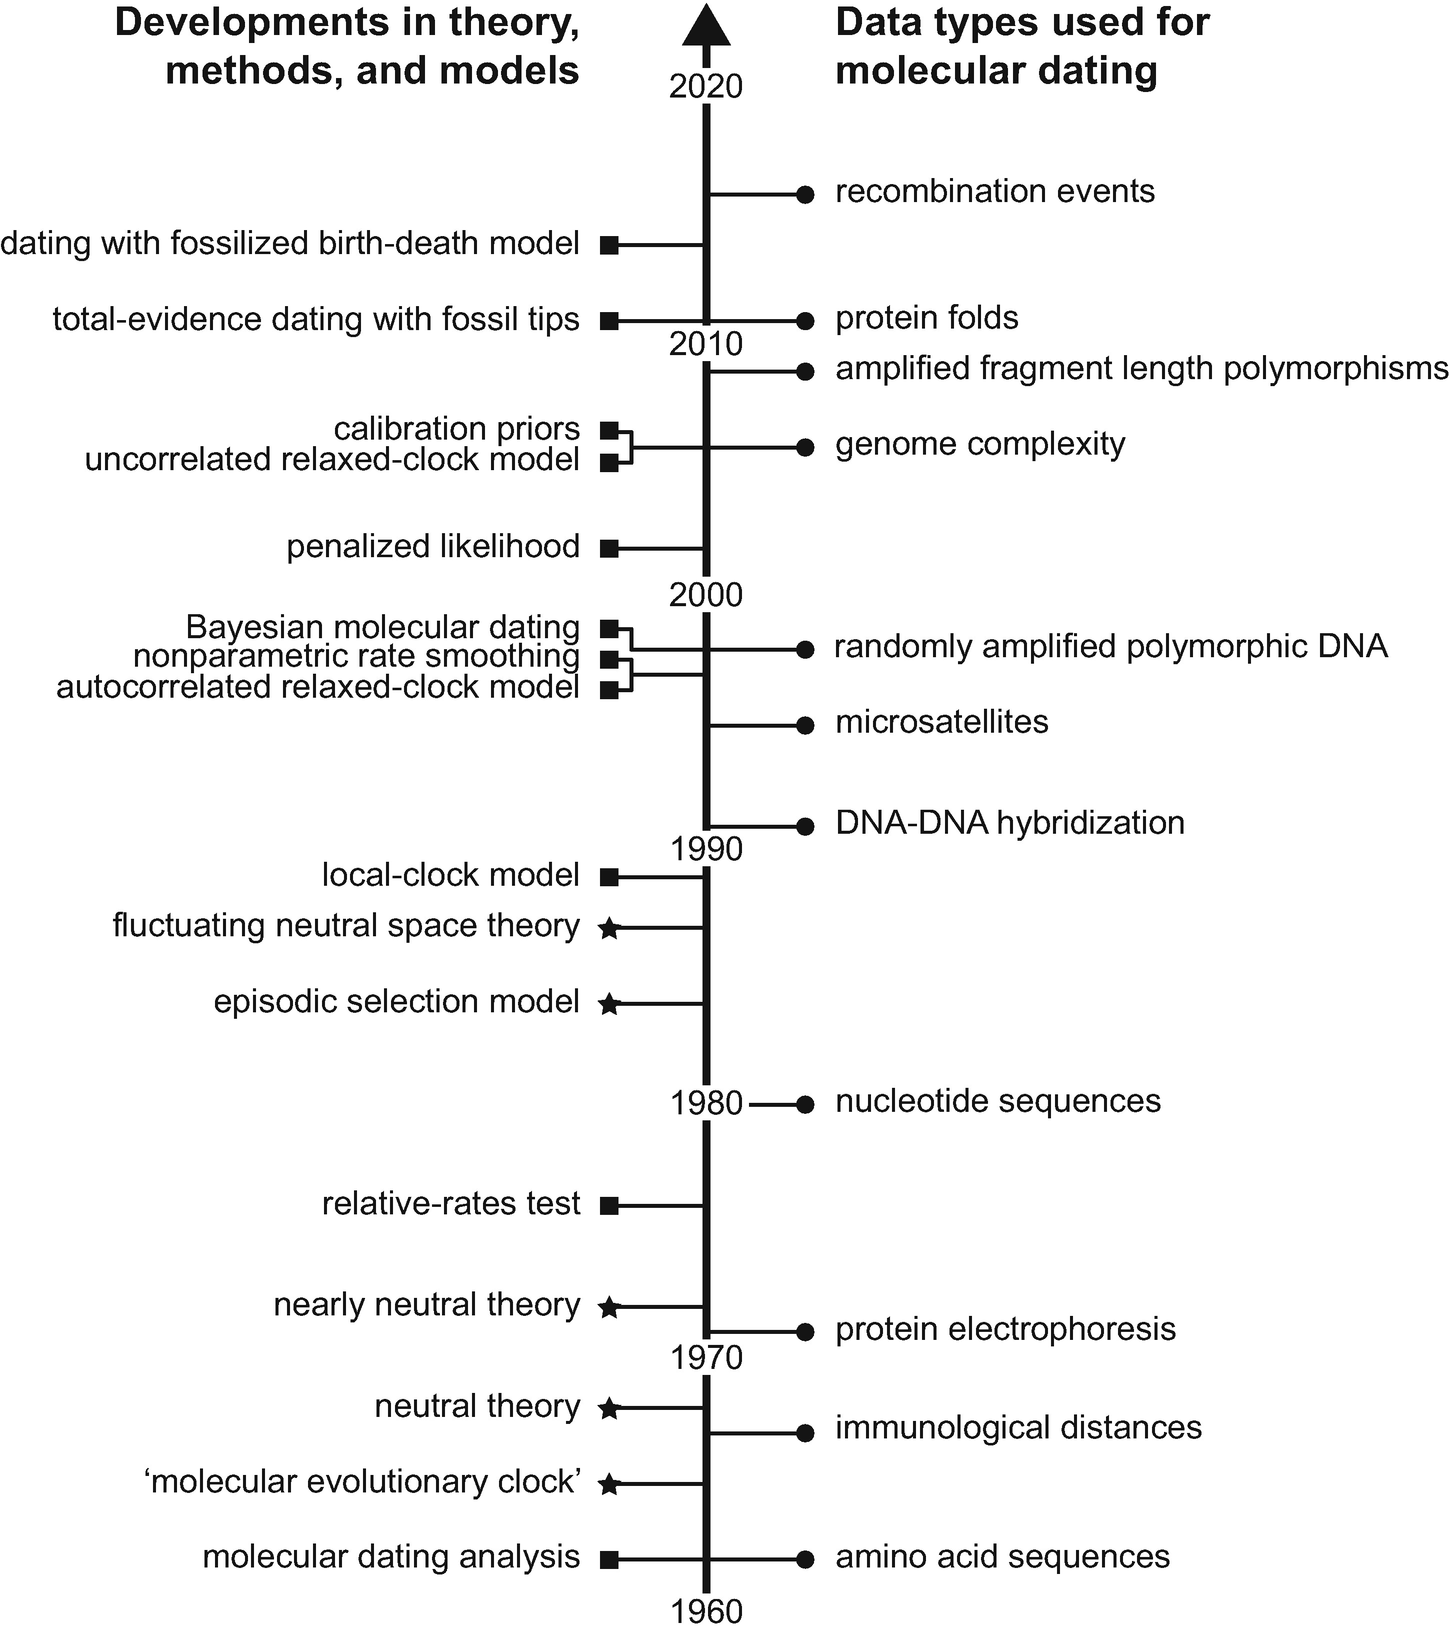 Developments in theory,
methods, and models
Data types used for
molecular dating
2020
recombination events
dating with fossilized birth-death model
total-evidence dating with fossil tips
protein folds
2010
amplified fragment length polymorphisms
calibration priors
uncorrelated relaxed-clock model
genome complexity
penalized likelihood
2000
Bayesian molecular dating
nonparametric rate smoothing
autocorrelated relaxed-clock model
randomly amplified polymorphic DNA
microsatellites
DNA-DNA hybridization
1990
local-clock model
fluctuating neutral space theory
episodic selection model
1980
nucleotide sequences
relative-rates test
nearly neutral theory
protein electrophoresis
1970
neutral theory
immunological distances
‘molecular evolutionary clock’
molecular dating analysis
amino acid sequences
1960